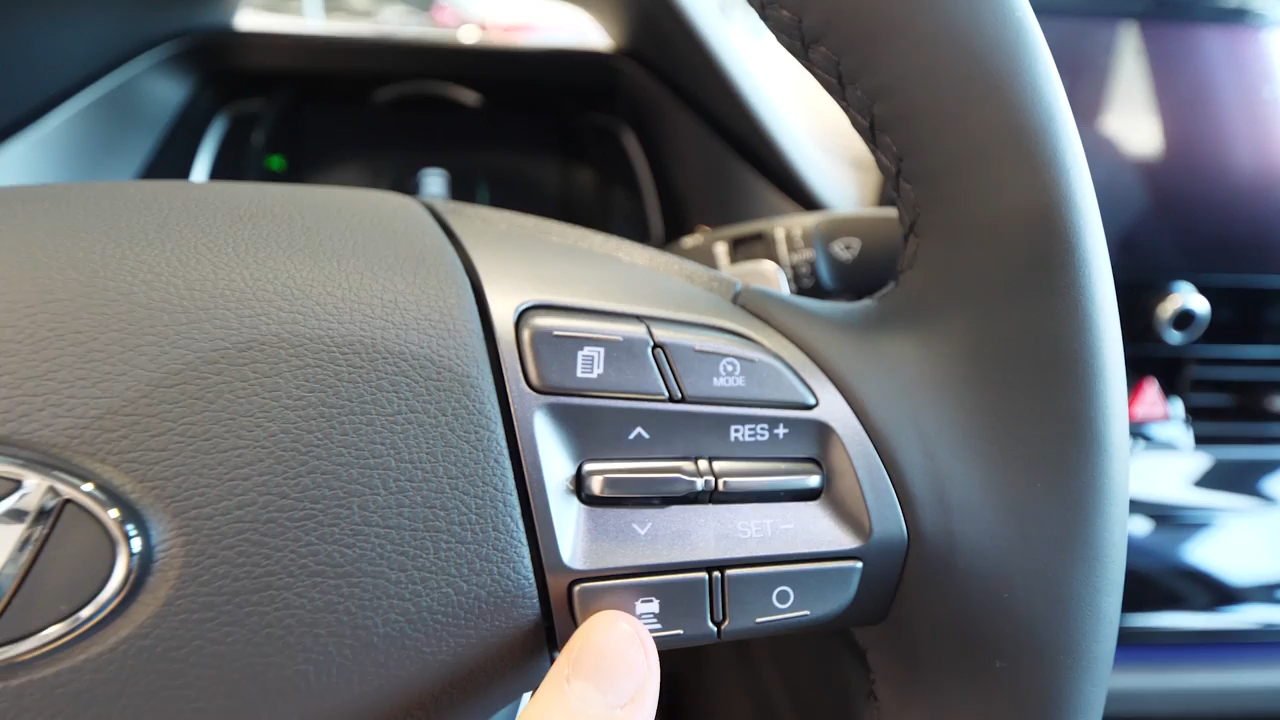 MODE
RES +
SET −